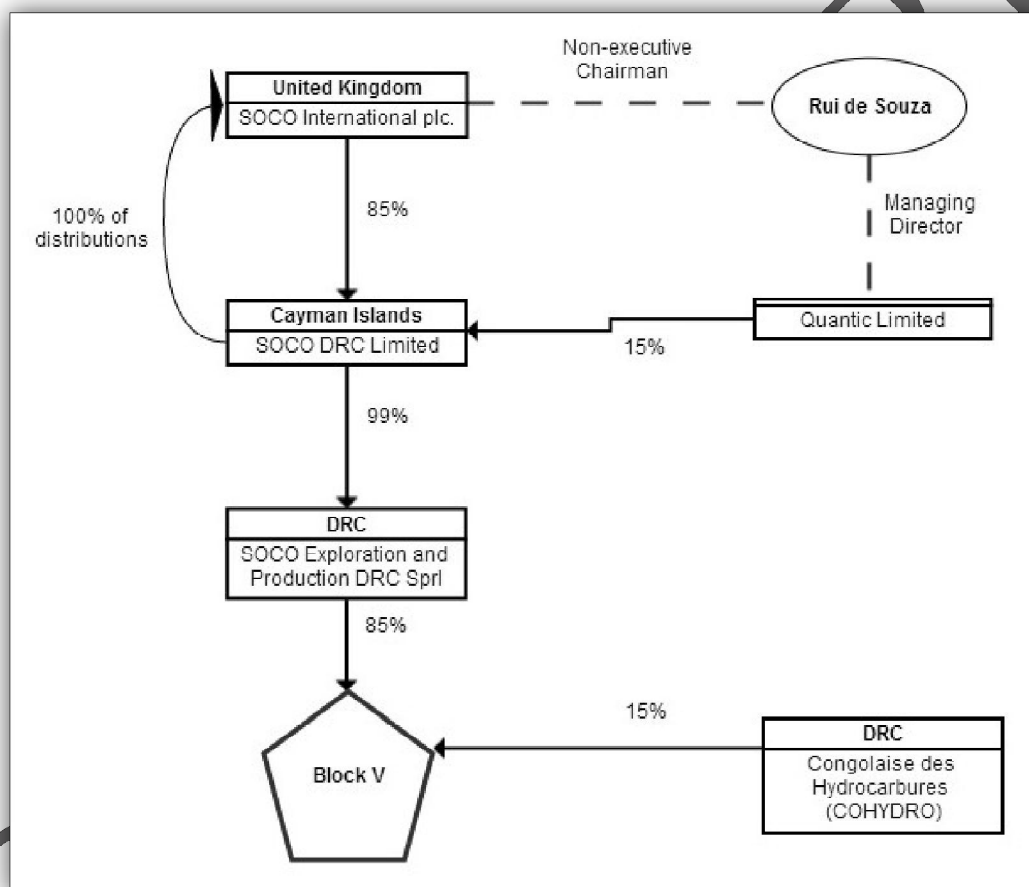 Non-executive
Chairman
United Kingdom
SOCO International plc.
Rui de Souza
85%
100% of
distributions
Managing
Director
Cayman Islands
SOCO DRC Limited
Quantic Limited
15%
99%
DRC
SOCO Exploration and
Production DRC Sprl
85%
15%
Block V
DRC
Congolaise des
Hydrocarbures
(COHYDRO)